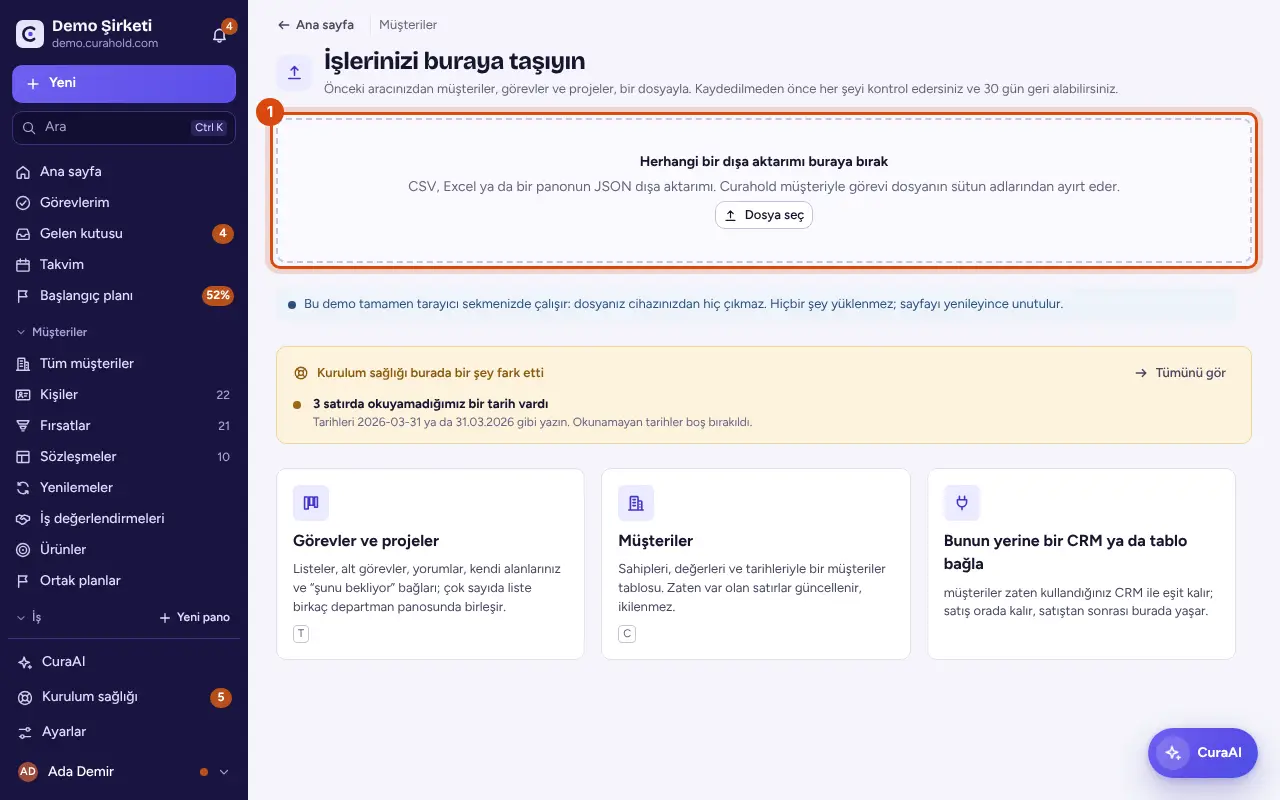 Demo Şirketi
demo.curahold.com
4
Yeni
Ara
Ctrl K
Ana sayfa
Görevlerim
Gelen kutusu
4
Takvim
Başlangıç planı
52%
Müşteriler
Tüm müşteriler
Kişiler
22
Fırsatlar
21
Sözleşmeler
10
Yenilemeler
İş değerlendirmeleri
Ürünler
Ortak planlar
İş
Yeni pano
CuraAI
Kurulum sağlığı
5
Ayarlar
AD
Ada Demir
Ana sayfa
Müşteriler
İşlerinizi buraya taşıyın
Önceki aracınızdan müşteriler, görevler ve projeler, bir dosyayla. Kaydedilmeden önce her şeyi kontrol edersiniz ve 30 gün geri alabilirsiniz.
1
Herhangi bir dışa aktarımı buraya bırak
CSV, Excel ya da bir panonun JSON dışa aktarımı. Curahold müşteriyle görevi dosyanın sütun adlarından ayırt eder.
Dosya seç
Bu demo tamamen tarayıcı sekmenizde çalışır: dosyanız cihazınızdan hiç çıkmaz. Hiçbir şey yüklenmez; sayfayı yenileyince unutulur.
Kurulum sağlığı burada bir şey fark etti
Tümünü gör
3 satırda okuyamadığımız bir tarih vardı
Tarihleri 2026-03-31 ya da 31.03.2026 gibi yazın. Okunamayan tarihler boş bırakıldı.
Görevler ve projeler
Listeler, alt görevler, yorumlar, kendi alanlarınız
ve “şunu bekliyor” bağları; çok sayıda liste
birkaç departman panosunda birleşir.
T
Müşteriler
Sahipleri, değerleri ve tarihleriyle bir müşteriler
tablosu. Zaten var olan satırlar güncellenir,
ikilenmez.
C
Bunun yerine bir CRM ya da tablo
bağla
müşteriler zaten kullandığınız CRM ile eşit kalır;
satış orada kalır, satıştan sonrası burada yaşar.
CuraAI